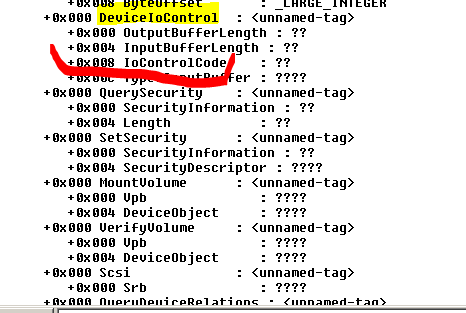 +0x008 ByteOffset : _LARGE_INTEGER
+0x000 DeviceIoControl : <unnamed-tag>
+0x000 OutputBufferLength : ??
+0x004 InputBufferLength : ??
+0x008 IoControlCode : ??
+0x00c Type3InputBuffer : ????
+0x000 QuerySecurity : <unnamed-tag>
+0x000 SecurityInformation : ??
+0x004 Length : ??
+0x000 SetSecurity : <unnamed-tag>
+0x000 SecurityInformation : ??
+0x004 SecurityDescriptor : ????
+0x000 MountVolume : <unnamed-tag>
+0x000 Vpb : ????
+0x004 DeviceObject : ????
+0x000 VerifyVolume : <unnamed-tag>
+0x000 Vpb : ????
+0x004 DeviceObject : ????
+0x000 Scsi : <unnamed-tag>
+0x000 Srb : ????
+0x000 QueryDeviceRelations : <unnamed-tag>